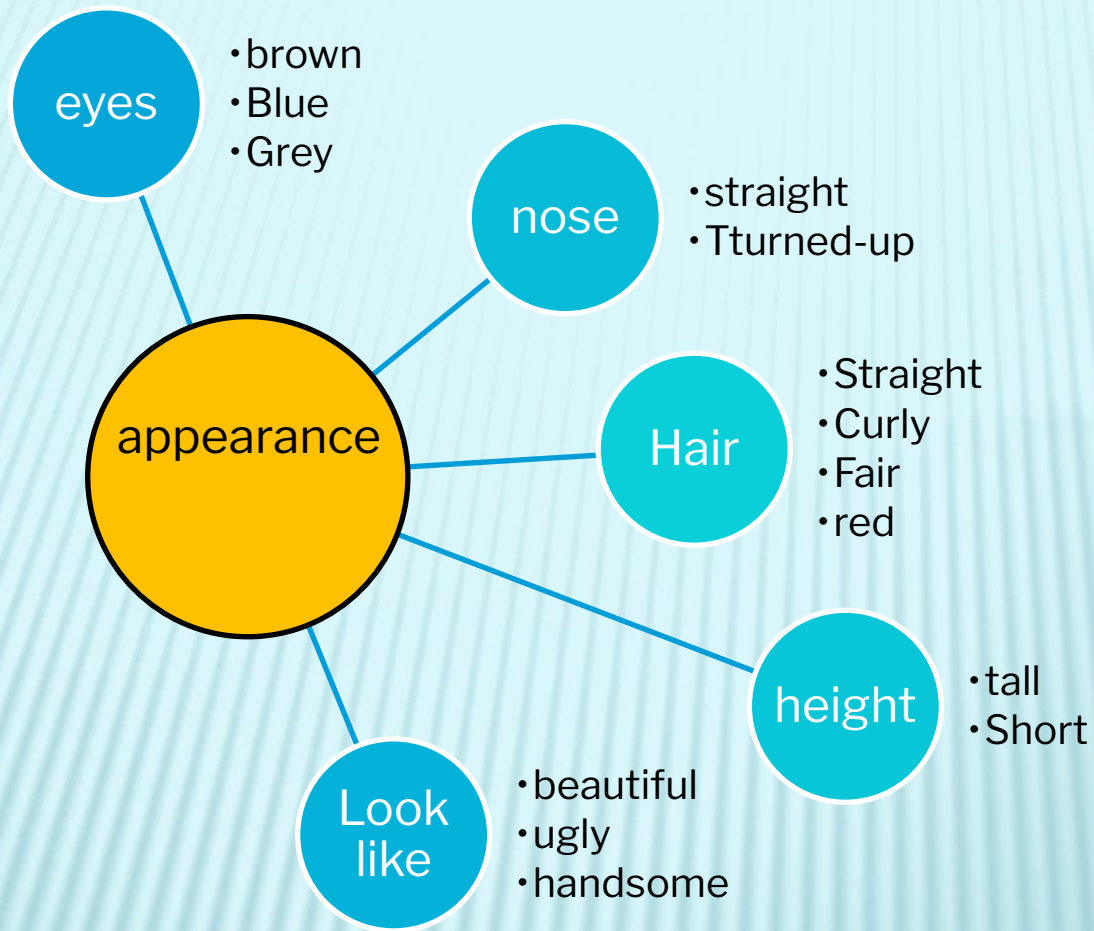 eyes
•brown
•Blue
•Grey
nose
•straight
•Tturned-up
appearance
Hair
•Straight
•Curly
•Fair
•red
height
•tall
•Short
Look
like
•beautiful
•ugly
•handsome